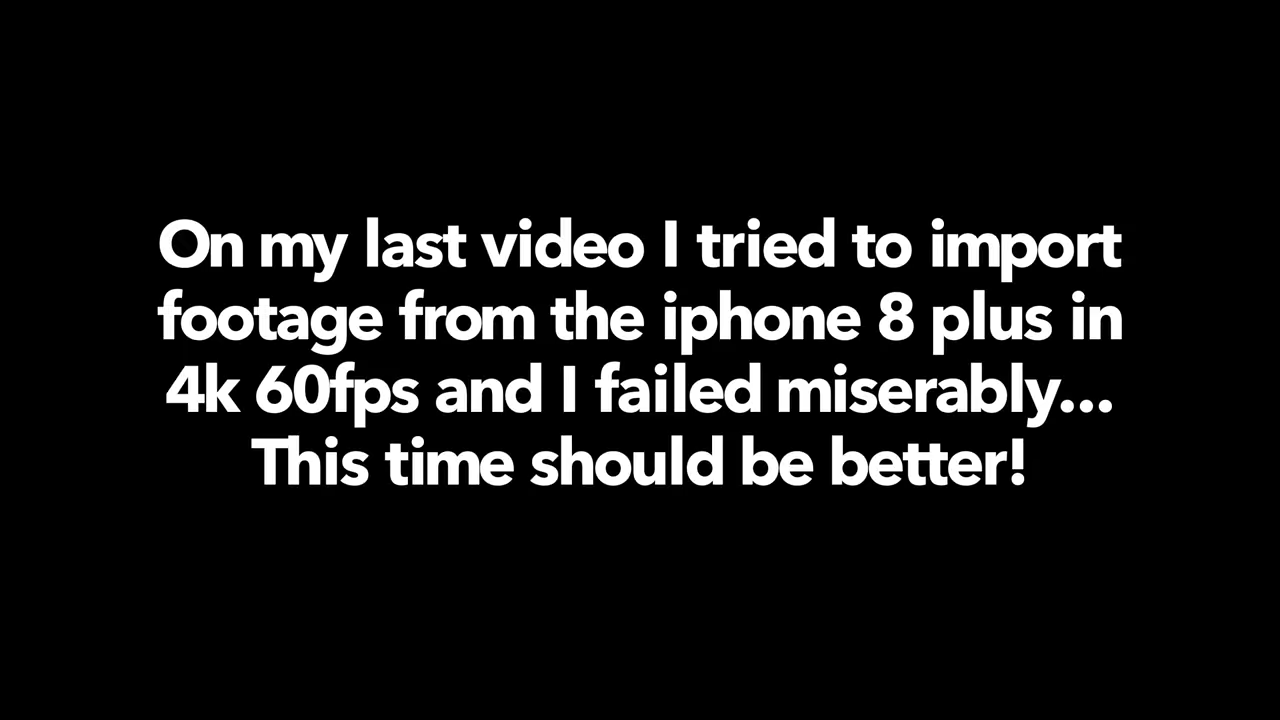 On my last video I tried to import
footage from the iphone 8 plus in
4k 60fps and I failed miserably...
This time should be better!